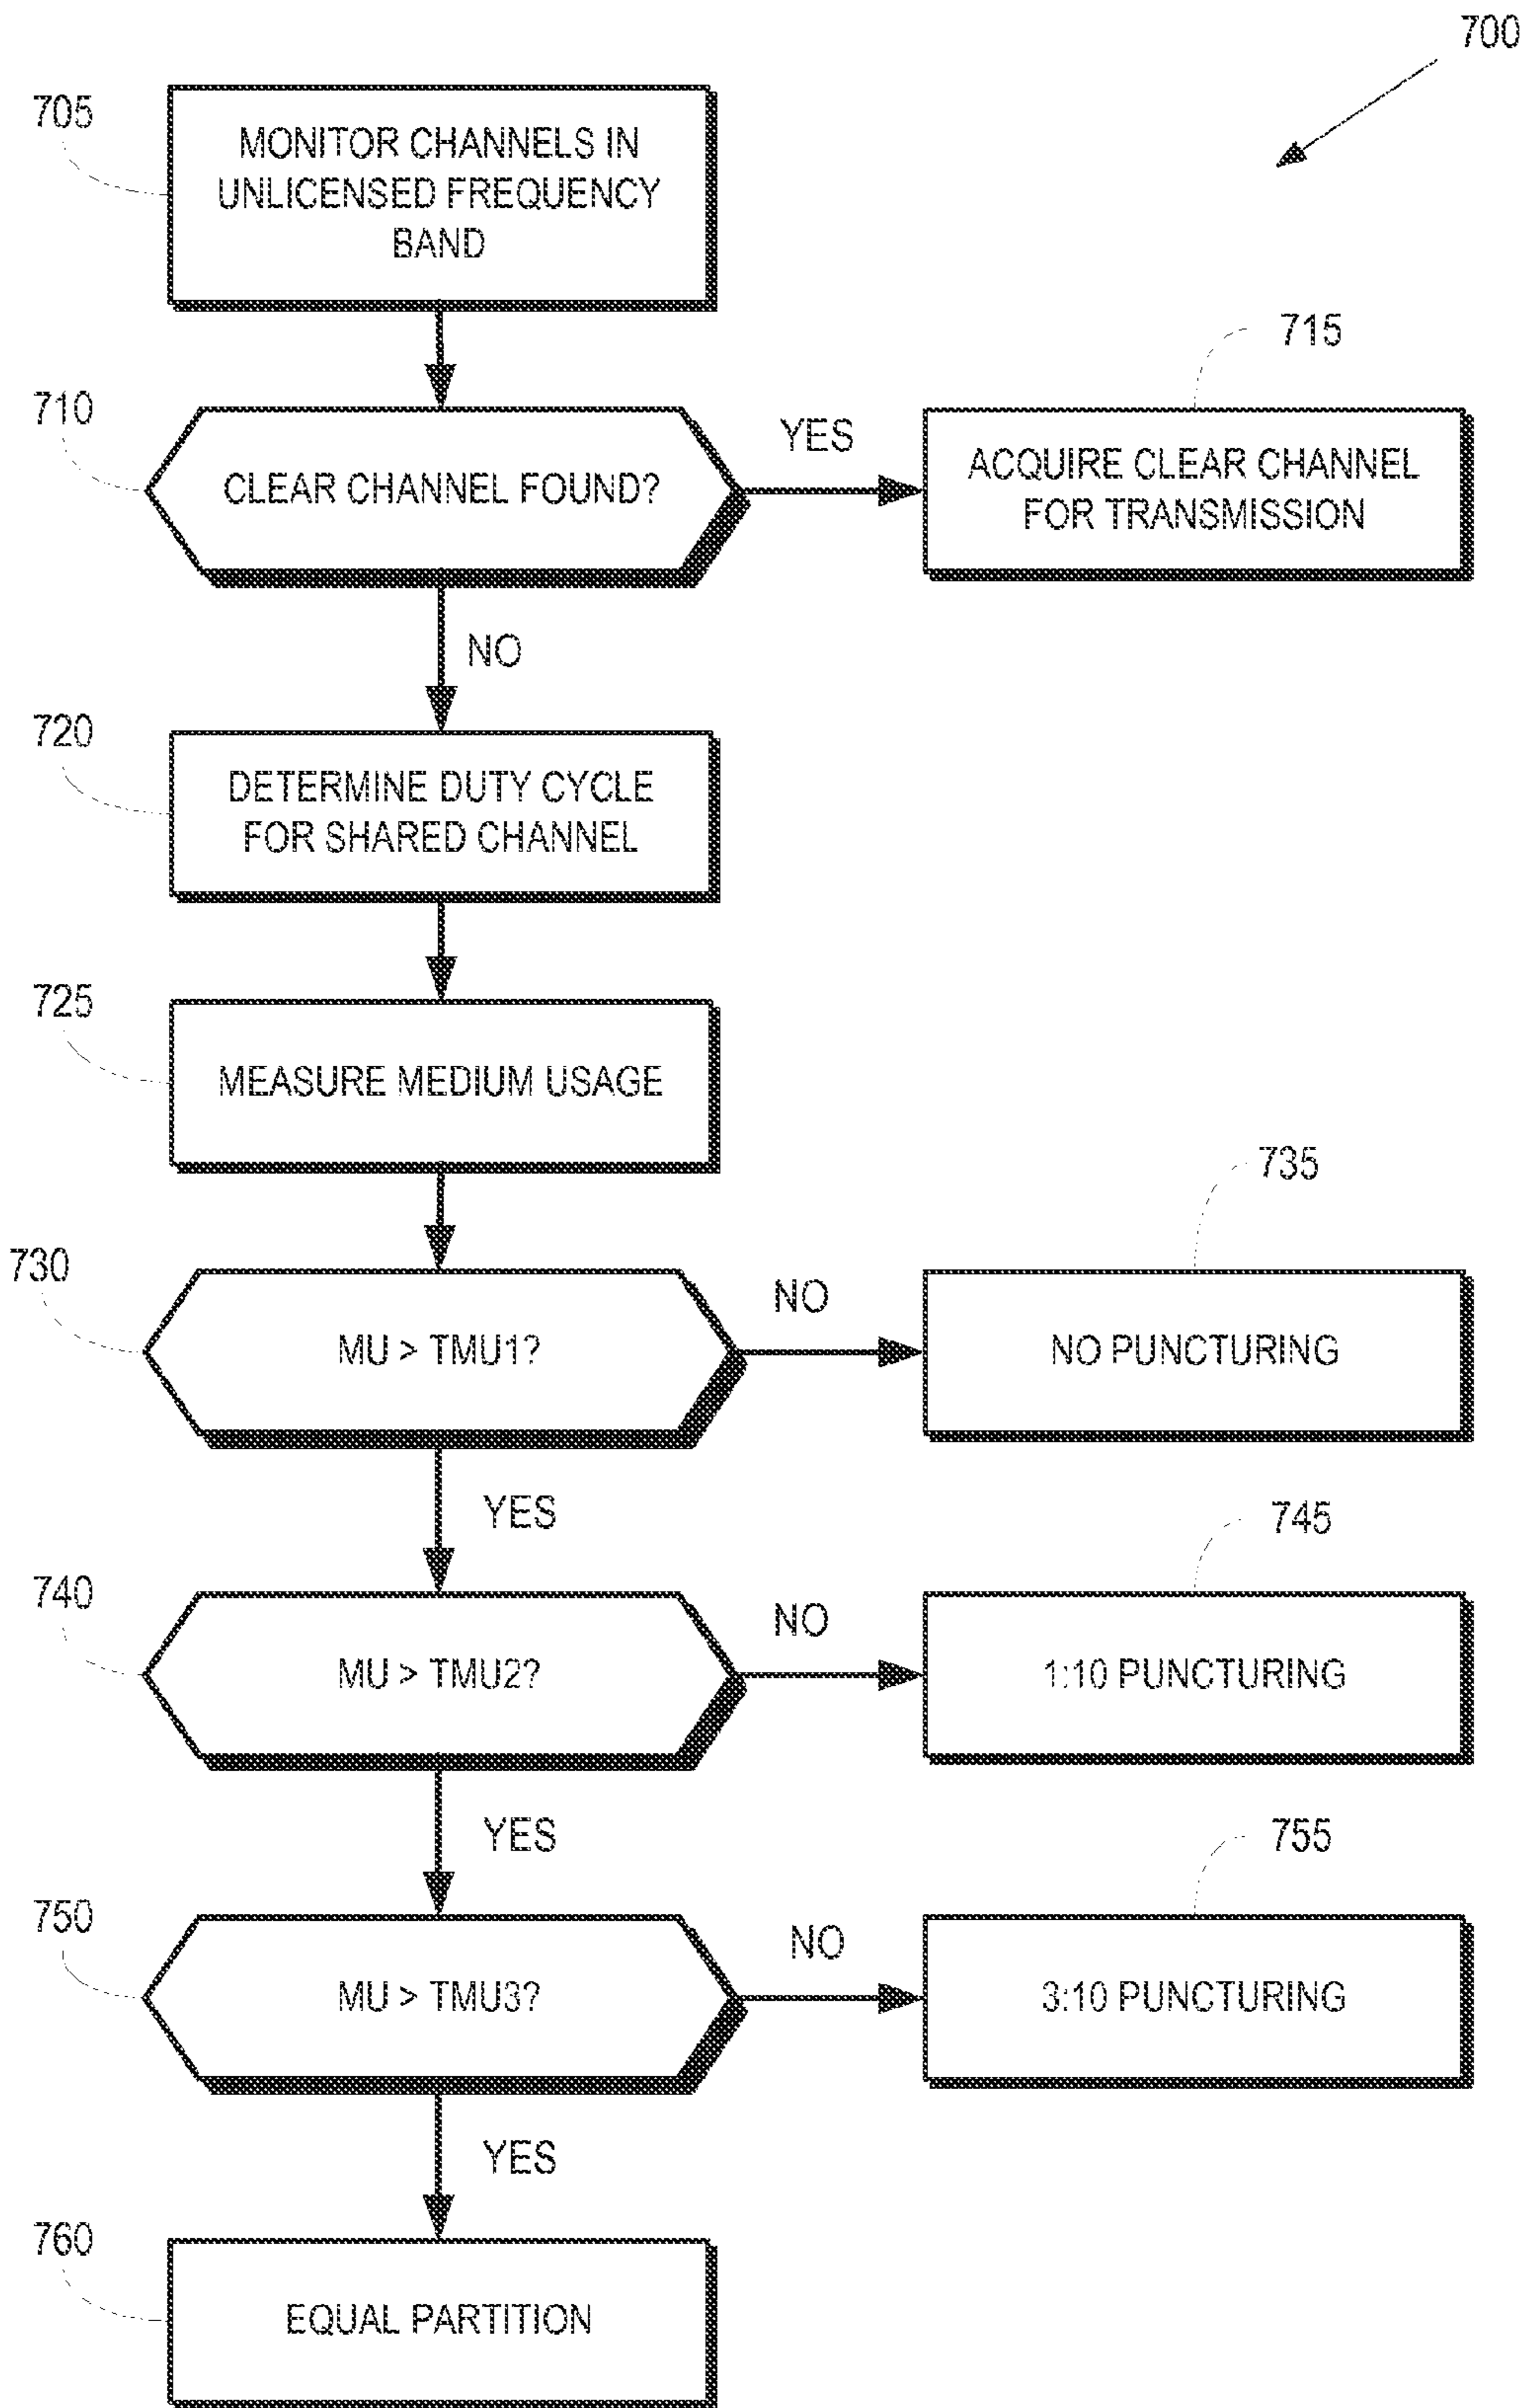 700
705
MONITOR CHANNELS IN
UNLICENSED FREQUENCY
BAND
710
CLEAR CHANNEL FOUND?
YES
715
ACQUIRE CLEAR CHANNEL
FOR TRANSMISSION
NO
720
DETERMINE DUTY CYCLE
FOR SHARED CHANNEL
725
MEASURE MEDIUM USAGE
730
MU > TMU1?
NO
735
NO PUNCTURING
YES
740
MU > TMU2?
NO
745
1:10 PUNCTURING
YES
750
MU > TMU3?
NO
755
3:10 PUNCTURING
YES
760
EQUAL PARTITION